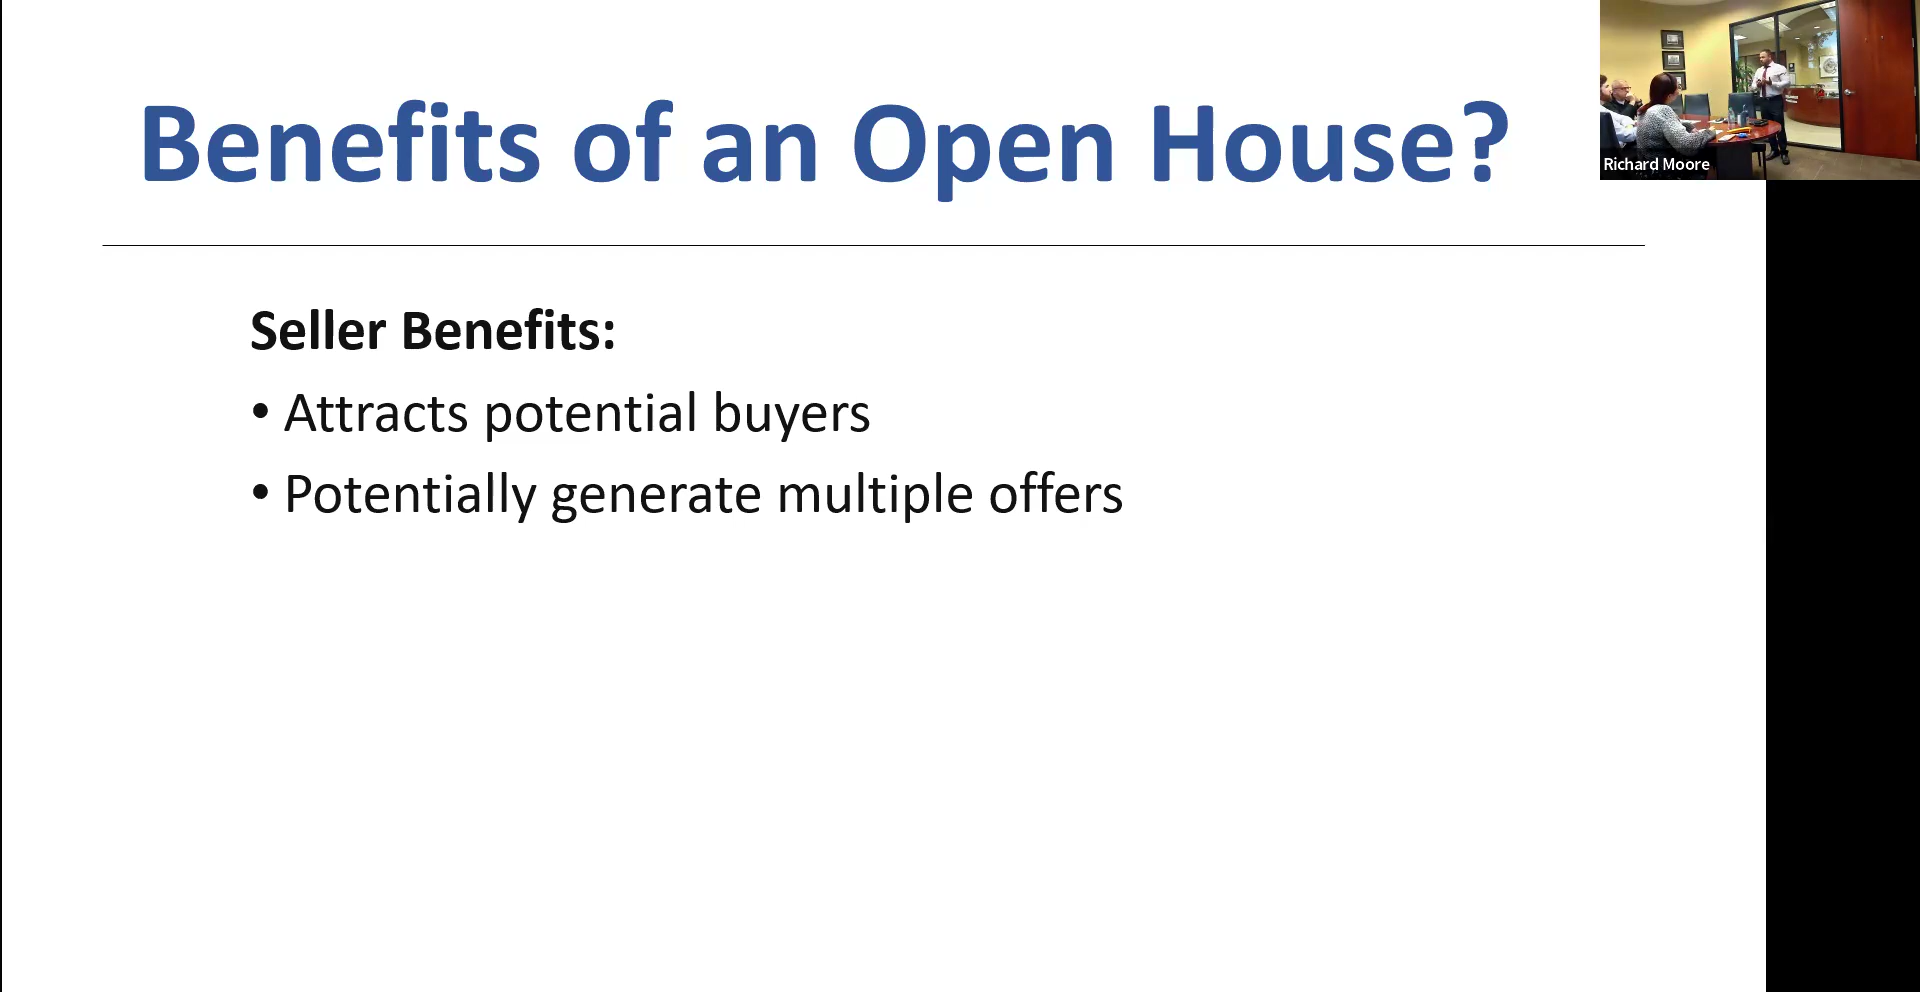 Benefits of an Open House?
Seller Benefits:
• Attracts potential buyers
• Potentially generate multiple offers
Richard Moore